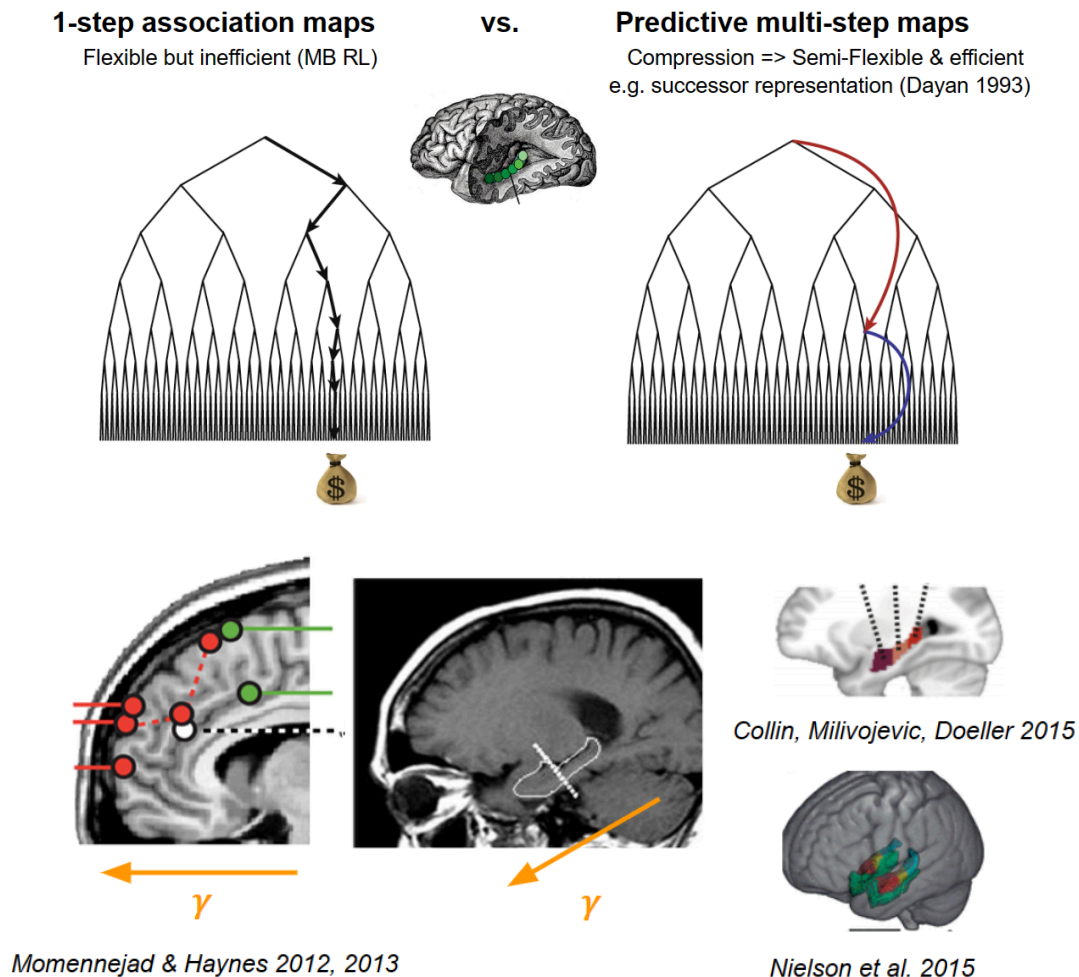 1-step association maps
vs.
Predictive multi-step maps
Flexible but inefficient (MB RL)
Compression => Semi-Flexible & efficient
e.g. successor representation (Dayan 1993)
$
$
Collin, Milivojevic, Doeller 2015
γ
γ
Momennejad & Haynes 2012, 2013
Nielson et al. 2015